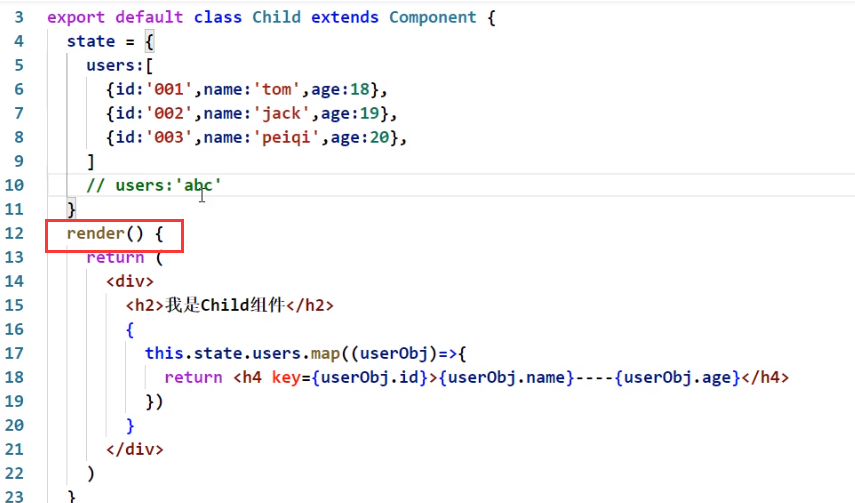 3 export default class Child extends Component {
4 state = {
5 users:[
6 {id:'001',name:'tom',age:18},
7 {id:'002',name:'jack',age:19},
8 {id:'003',name:'peiqi',age:20},
9 ]
10 // users:'abc'
11 }
12 render() {
13 return (
14 <div>
15 <h2>我是Child组件</h2>
16 {
17 this.state.users.map((userObj)=>{
18 return <h4 key={userObj.id}>{userObj.name}----{userObj.age}</h4>
19 })
20 }
21 </div>
22 )
23 }